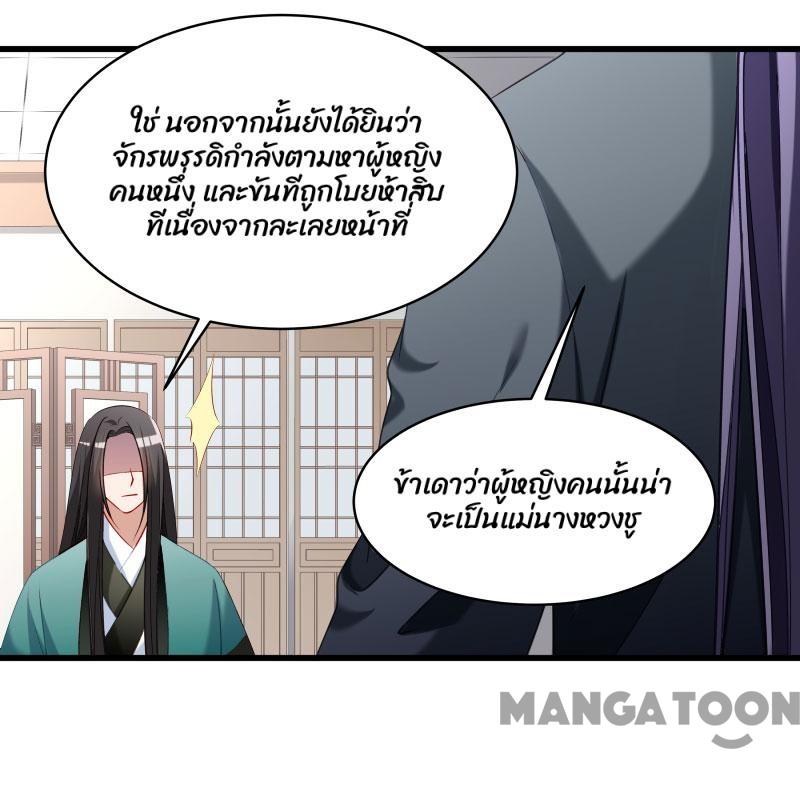 ใช่ นอกจากนั้นยังได้ยินว่า
จักรพรรดิกำลังตามหาผู้หญิง
คนหนึ่ง และขันทีถูกโบยห้าสิบ
ทีเนื่องจากละเลยหน้าที่
ข้าเดาว่าผู้หญิงคนนั้นน่า
จะเป็นแม่นางหวงชู
MANGATOON